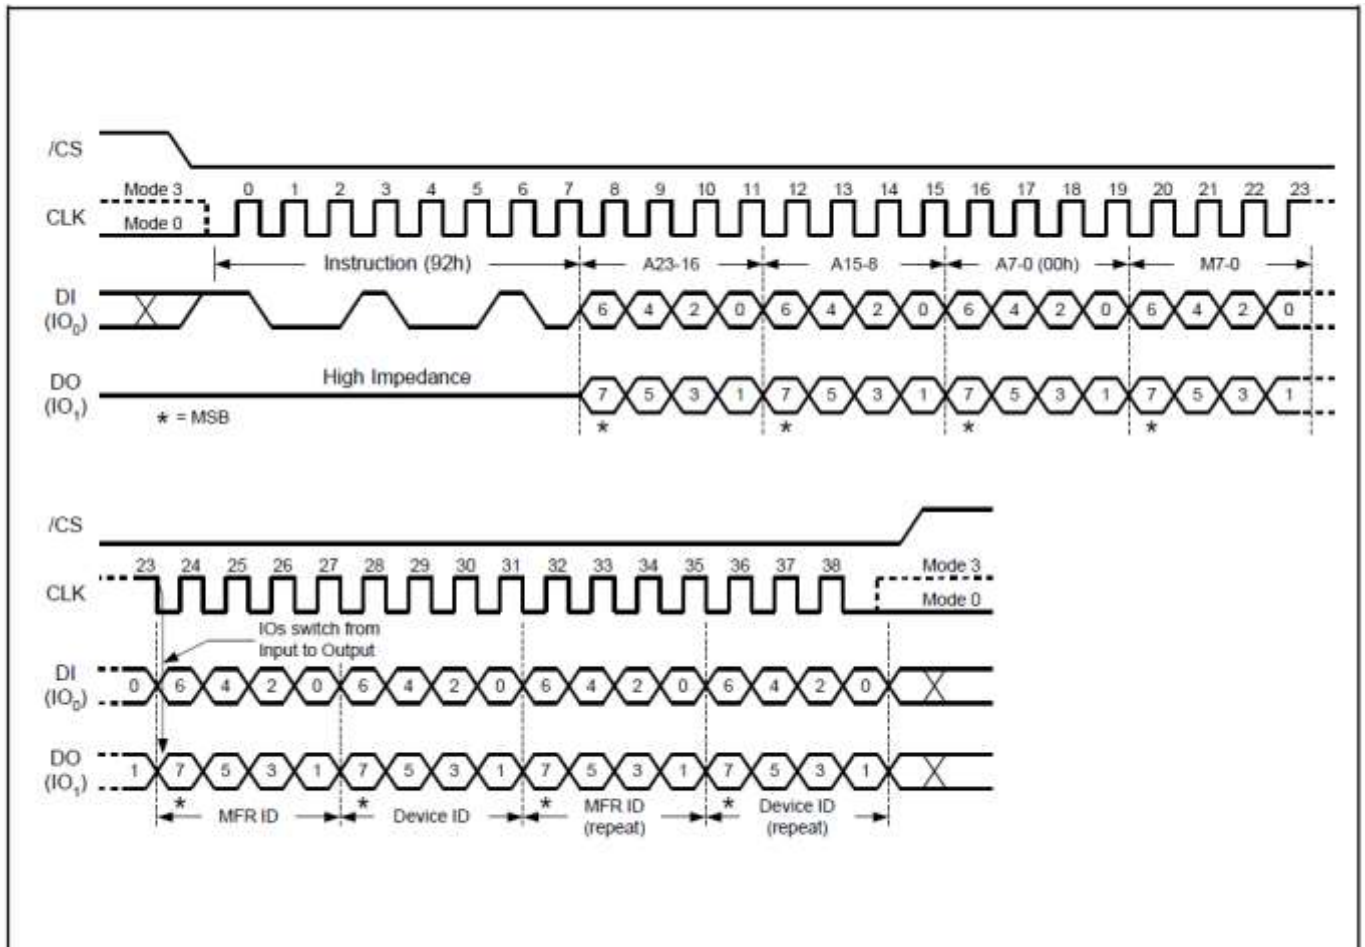 /CS
Mode 3 0 1 2 3 4 5 6 7 8 9 10 11 12 13 14 15 16 17 18 19 20 21 22 23
CLK
Mode 0
Instruction (92h) A23-16 A15-8 A7-0 (00h) M7-0
DI
(IO0) 6 4 2 0 6 4 2 0 6 4 2 0 6 4 2 0
High Impedance
DO
(IO1) 7 5 3 1 7 5 3 1 7 5 3 1 7 5 3 1
* = MSB * * * *
/CS
23 24 25 26 27 28 29 30 31 32 33 34 35 36 37 38 Mode 3
CLK
Mode 0
IOs switch from
Input to Output
DI
(IO0) 0 6 4 2 0 6 4 2 0 6 4 2 0 6 4 2 0
DO
(IO1) 1 7 5 3 1 7 5 3 1 7 5 3 1 7 5 3 1
* * * *
MFR ID Device ID MFR ID
(repeat) Device ID
(repeat)